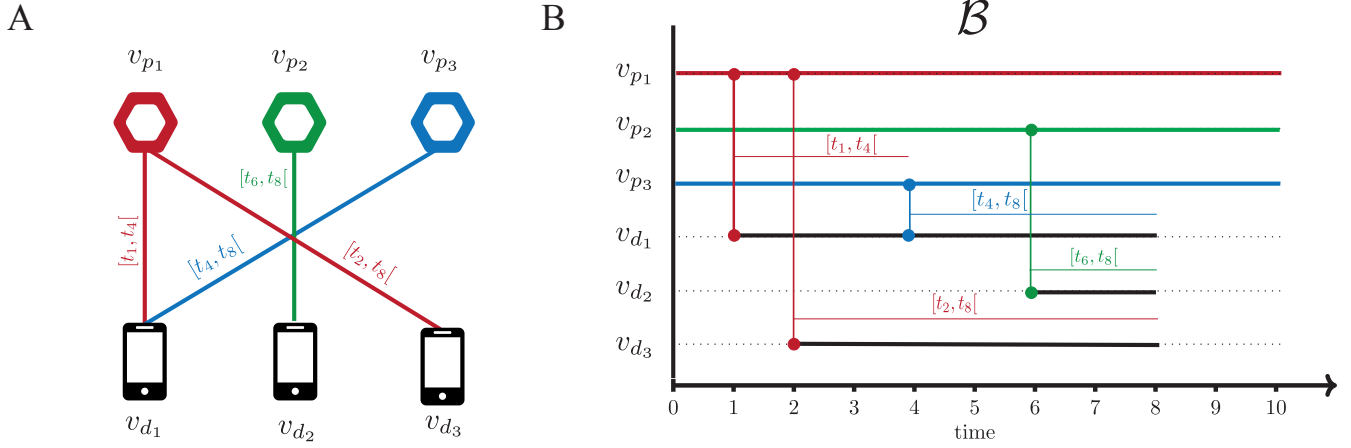 A
v_{p_1} v_{p_2} v_{p_3}
[t_6, t_8[
[t_1, t_4[
[t_4, t_8[
[t_2, t_8[
v_{d_1} v_{d_2} v_{d_3}
B
\mathcal{B}
v_{p_1}
v_{p_2}
[t_1, t_4[
v_{p_3}
[t_4, t_8[
v_{d_1}
[t_6, t_8[
v_{d_2}
[t_2, t_8[
v_{d_3}
0 1 2 3 4 5 6 7 8 9 10
time